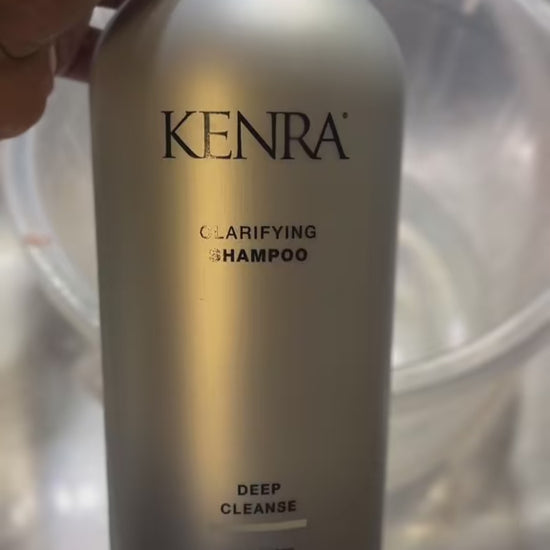 KENRA®
CLARIFYING
SHAMPOO
DEEP
CLEANSE